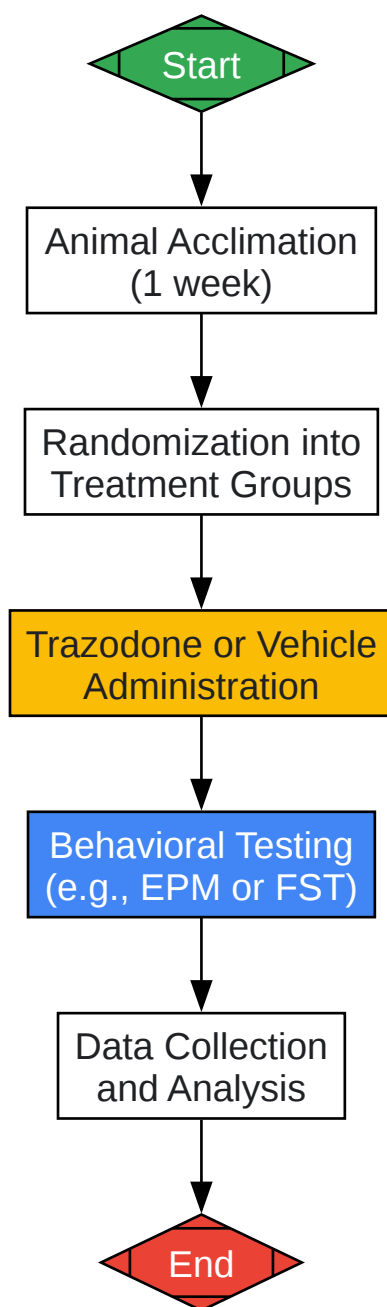 Start
Animal Acclimation
(1 week)
Randomization into
Treatment Groups
Trazodone or Vehicle
Administration
Behavioral Testing
(e.g., EPM or FST)
Data Collection
and Analysis
End